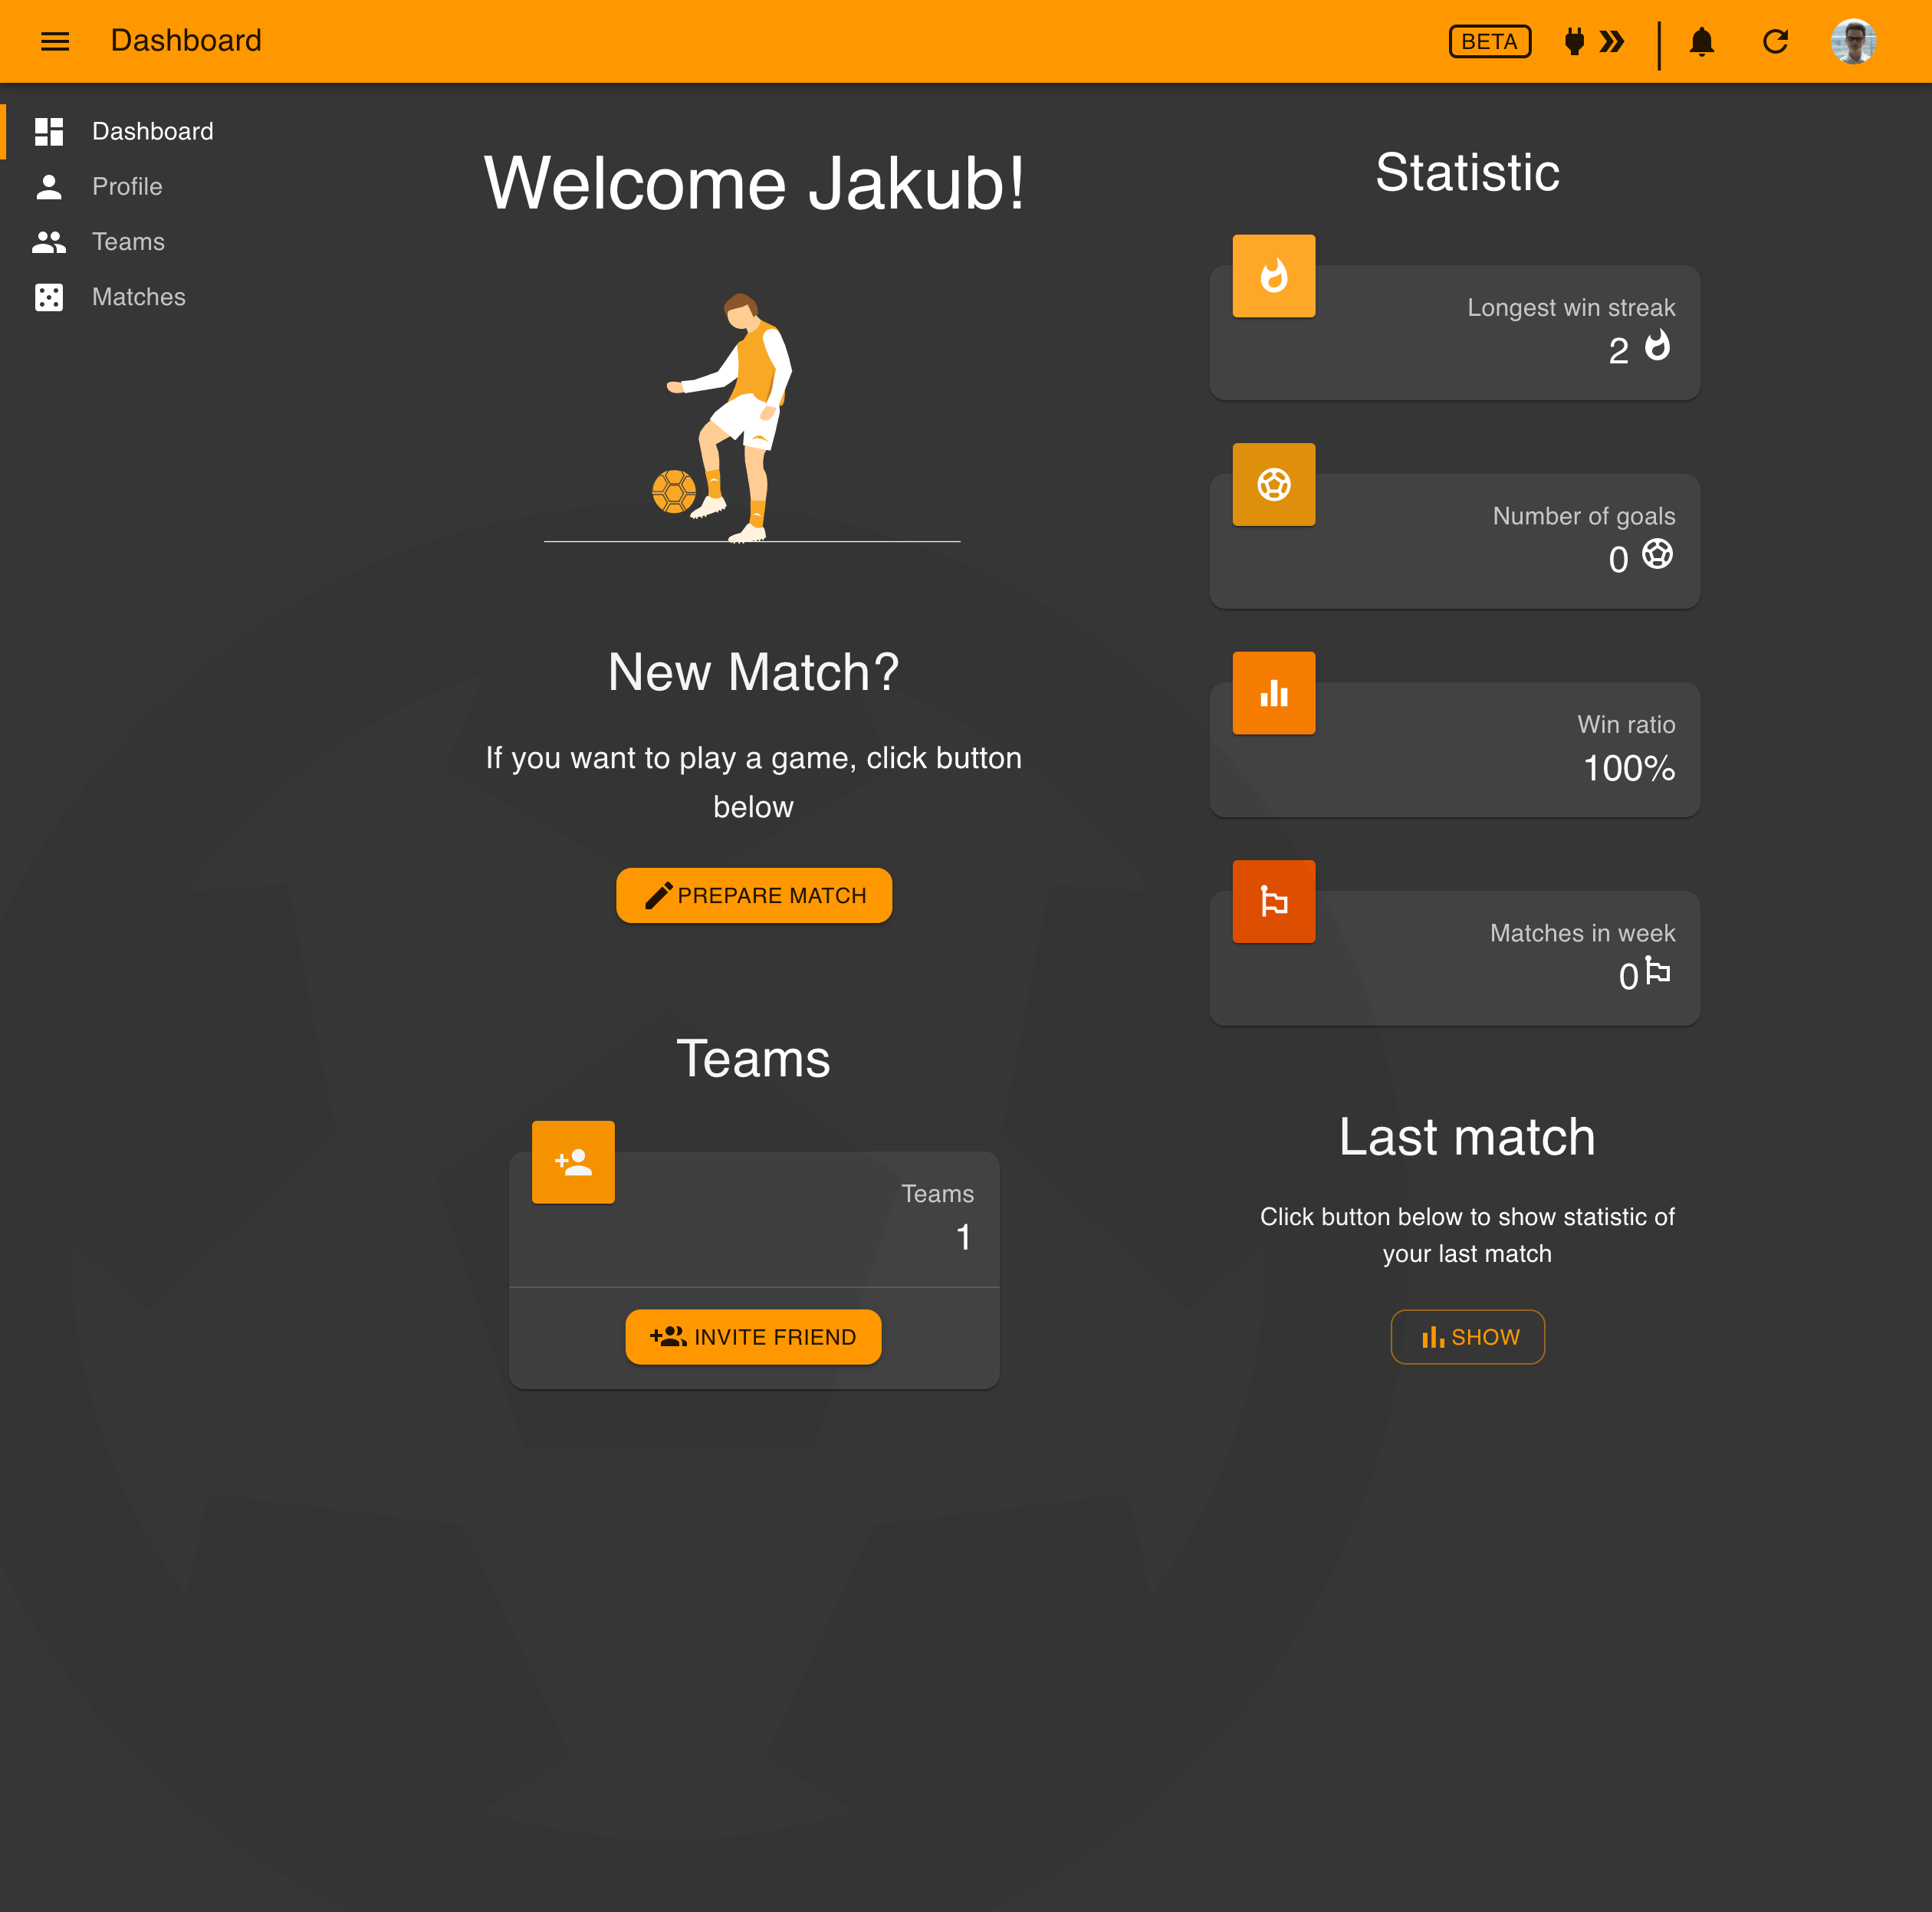 Dashboard
BETA
Dashboard
Profile
Teams
Matches
Welcome Jakub!
New Match?
If you want to play a game, click button
below
PREPARE MATCH
Teams
Teams
1
INVITE FRIEND
Statistic
Longest win streak
2
Number of goals
0
Win ratio
100%
Matches in week
0
Last match
Click button below to show statistic of
your last match
SHOW